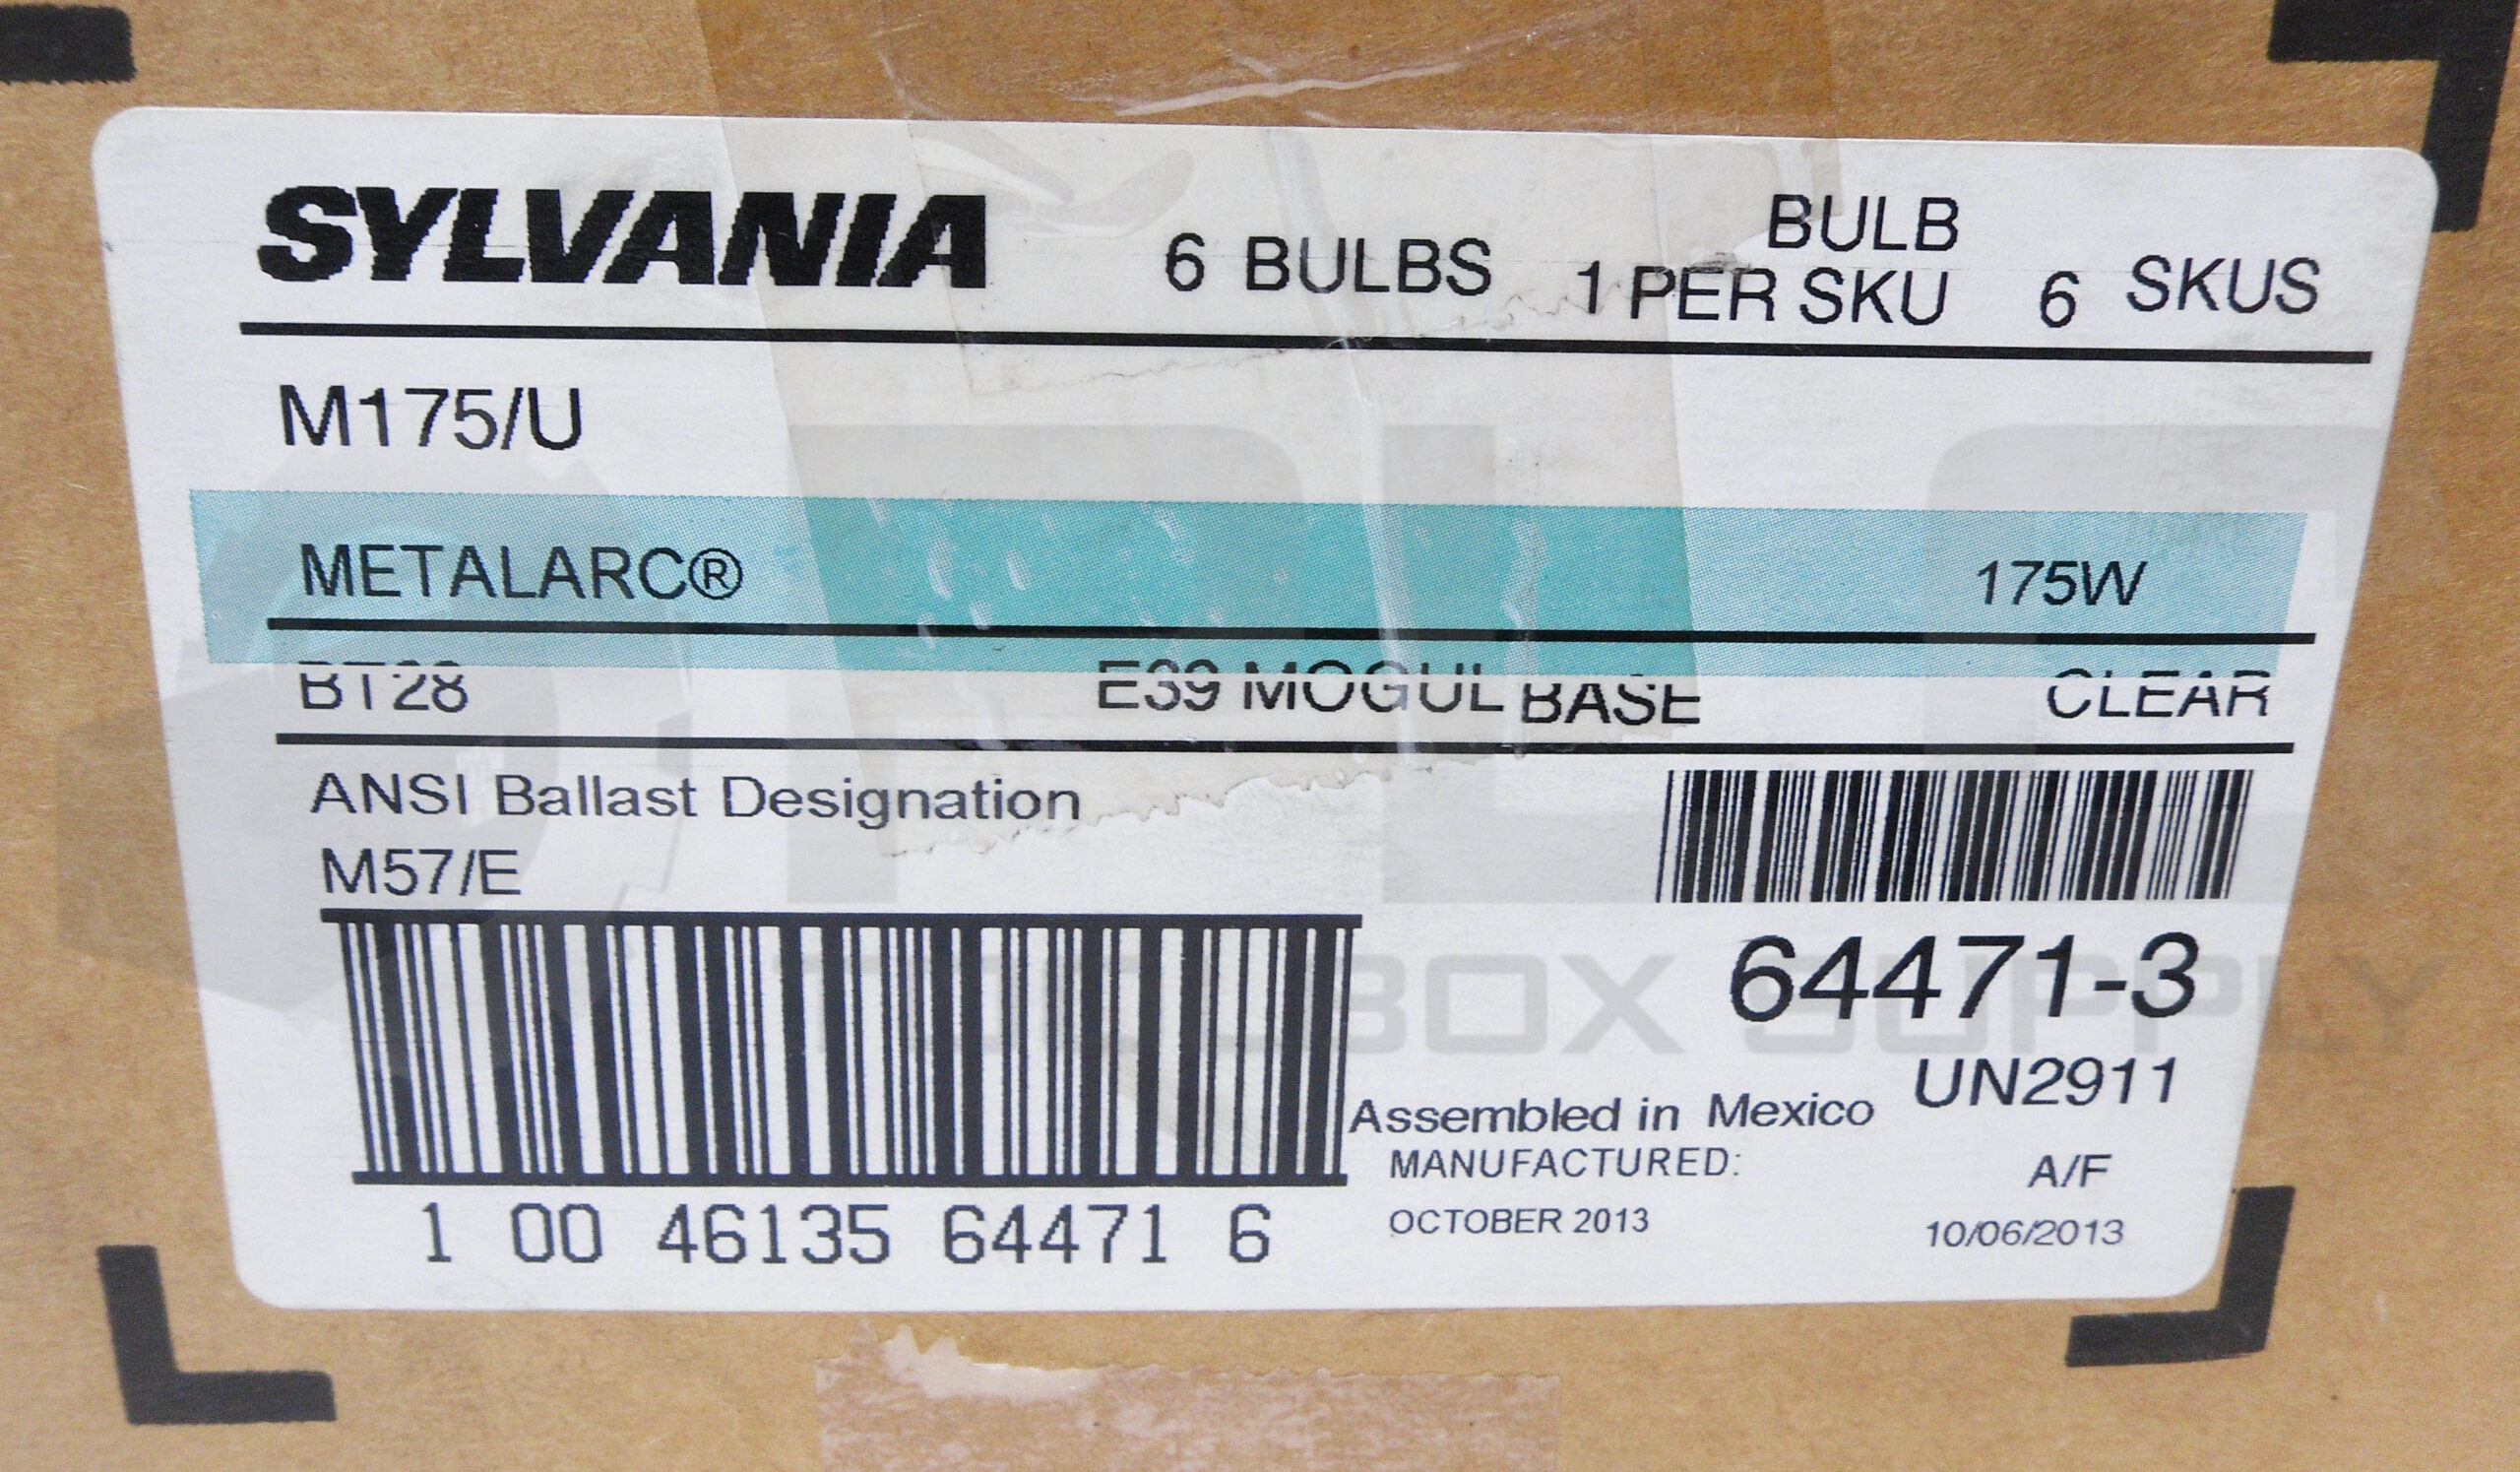 SYLVANIA 6 BULBS 1 BULB PER SKU 6 SKUS
M175/U
METALARC® 175W
BT28 E39 MOGUL BASE CLEAR
ANSI Ballast Designation
M57/E
64471-3
UN2911
Assembled in Mexico
MANUFACTURED: A/F
OCTOBER 2013 10/06/2013
1 00 46135 64471 6
TOOLBOX SUPPLY